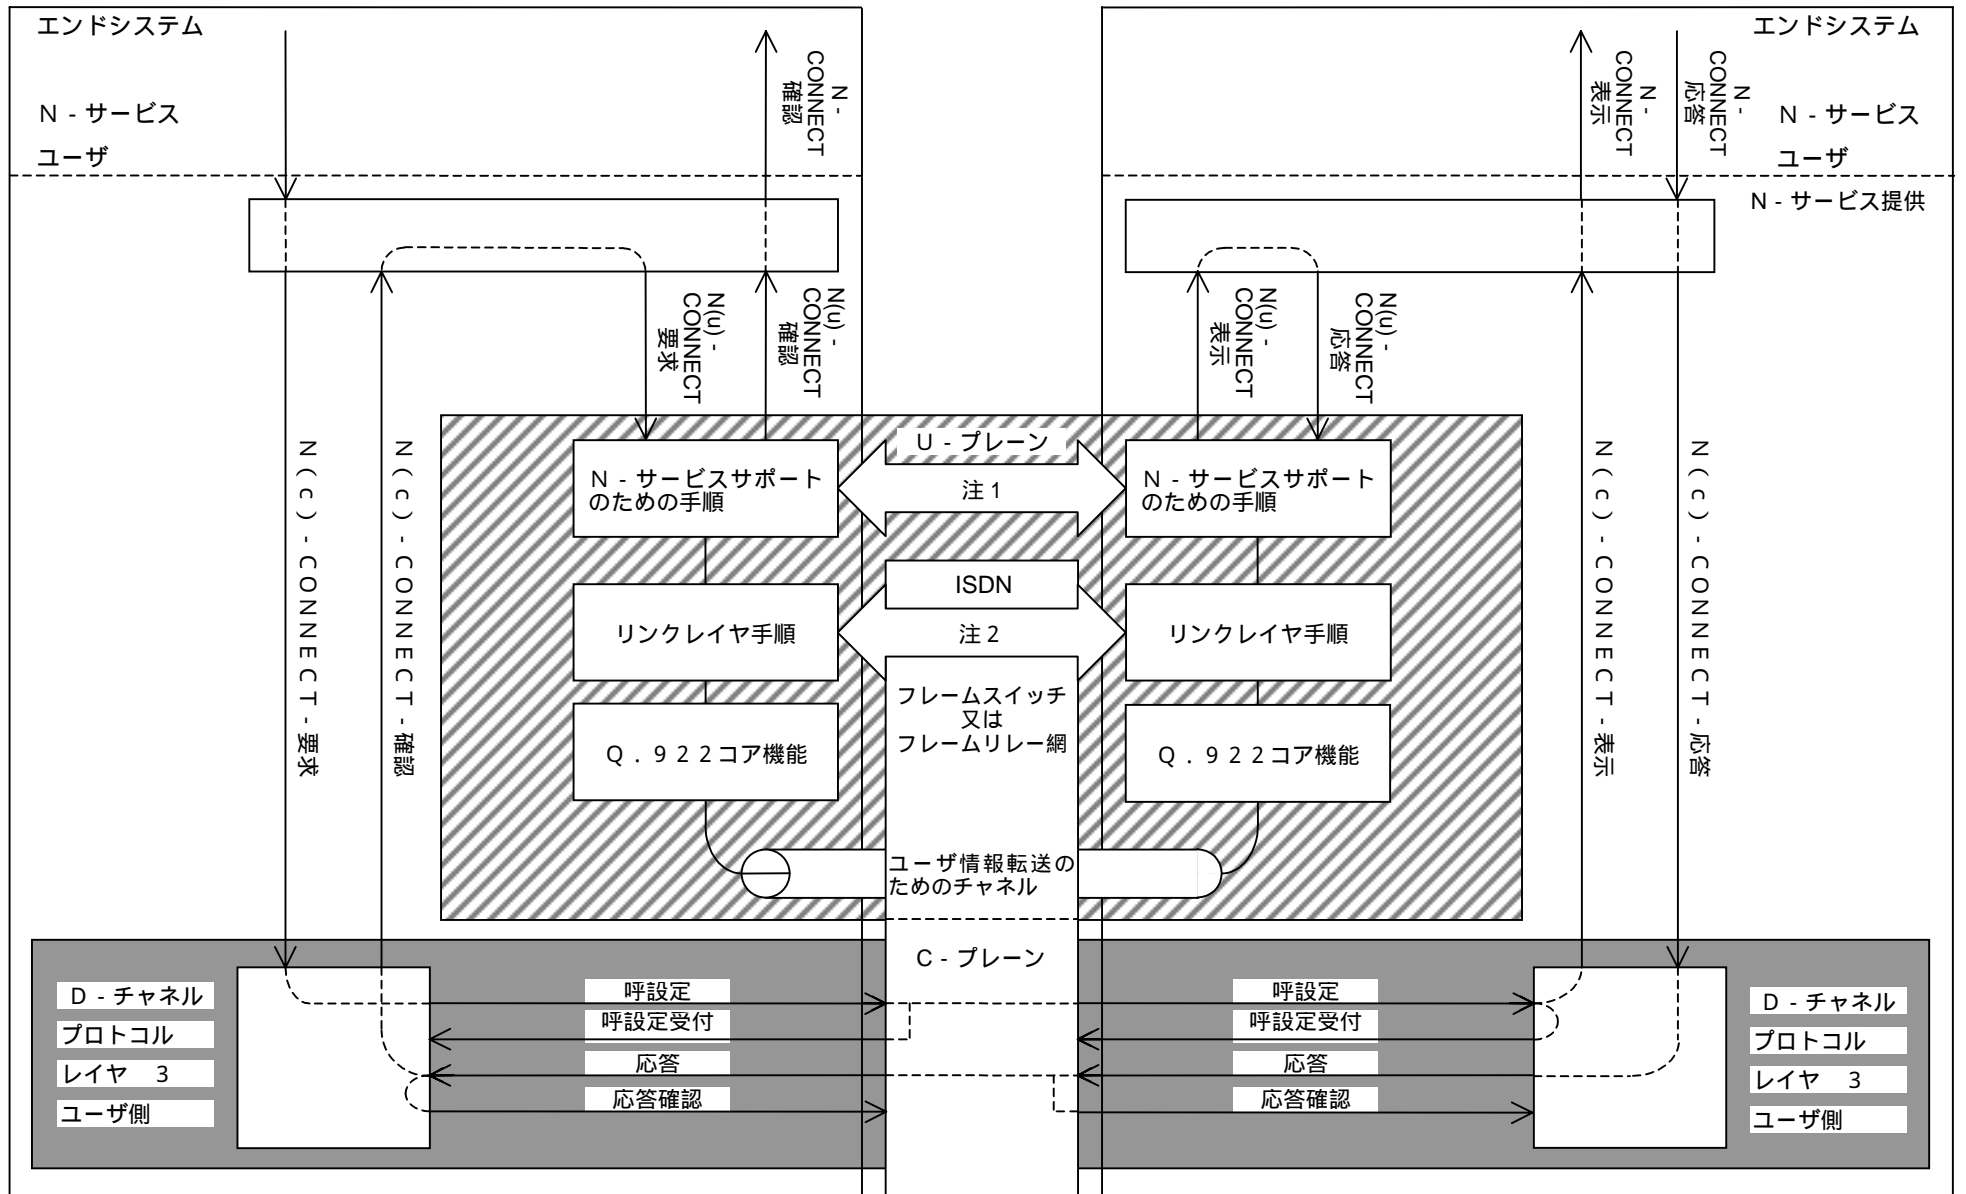 エンドシステム
N - サービス
ユーザ
N -
CONNECT
確認
エンドシステム
N -
CONNECT
表示
N -
CONNECT
応答
N - サービス
ユーザ
N - サービス提供
N(u) -
CONNECT
要求
N(u) -
CONNECT
確認
N(u) -
CONNECT
表示
N(u) -
CONNECT
応答
N(c)-CONNECT-要求
N(c)-CONNECT-確認
N(c)-CONNECT-表示
N(c)-CONNECT-応答
U - プレーン
N - サービスサポート
のための手順
注1
N - サービスサポート
のための手順
ISDN
リンクレイヤ手順
注2
リンクレイヤ手順
フレームスイッチ
又は
フレームリレー網
Q.922コア機能
Q.922コア機能
ユーザ情報転送の
ためのチャネル
C - プレーン
D - チャネル
プロトコル
レイヤ 3
ユーザ側
呼設定
呼設定受付
応答
応答確認
呼設定
呼設定受付
応答
応答確認
D - チャネル
プロトコル
レイヤ 3
ユーザ側